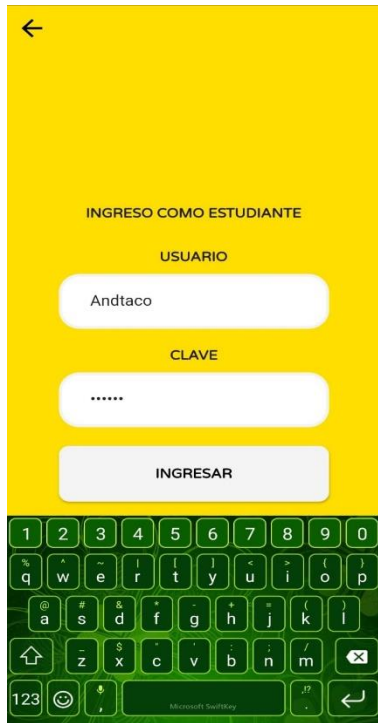 INGRESO COMO ESTUDIANTE
USUARIO
Andtaco
CLAVE
••••••
INGRESAR
1 2 3 4 5 6 7 8 9 0
% ^ ~ | [ ] < > { }
q w e r t y u i o p
@ # & * - + = ( )
a s d f g h j k l
_ $ " ' : ; /
z x c v b n m
123 , !? .
Microsoft SwiftKey